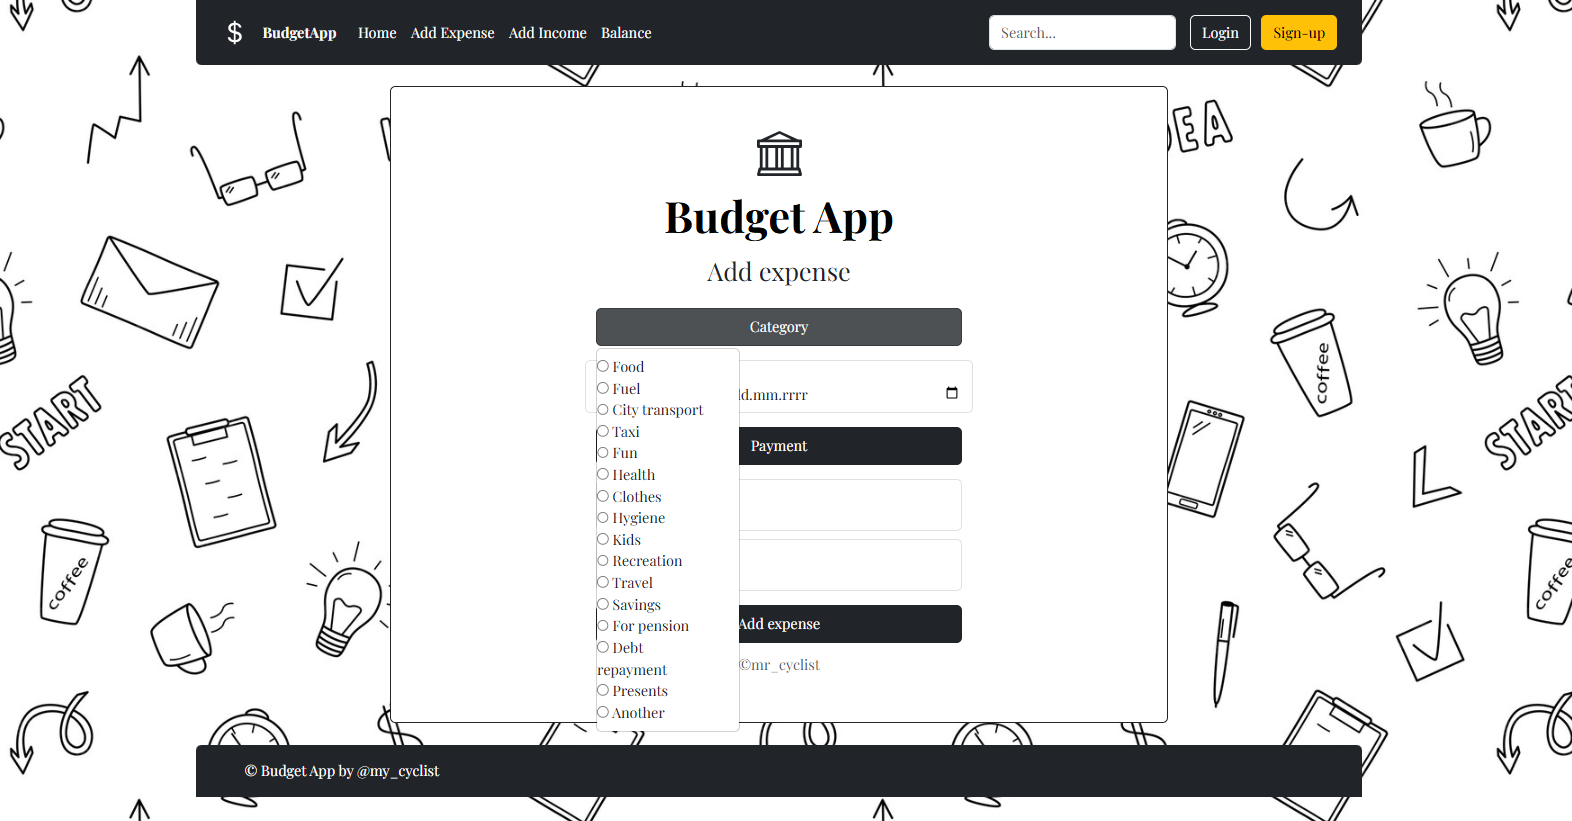 $ BudgetApp Home Add Expense Add Income Balance Search... Login Sign-up
IDEA
Budget App
Add expense
Category
Food
Fuel
City transport
Taxi
Fun
Health
Clothes
Hygiene
Kids
Recreation
Travel
Savings
For pension
Debt
repayment
Presents
Another
dd.mm.rrrr
Payment
Add expense
©mr_cyclist
START
coffee
coffee
START
coffee
© Budget App by @my_cyclist